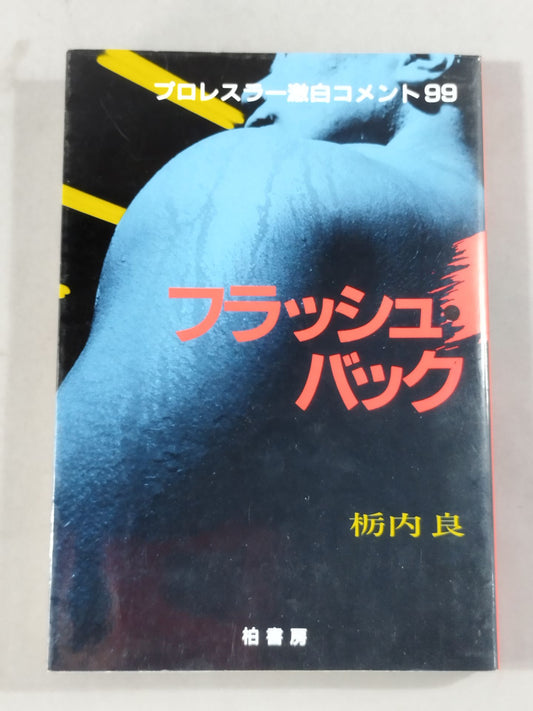 プロレスラー激白コメント99
フラッシュ・
バック
栃内 良
柏書房